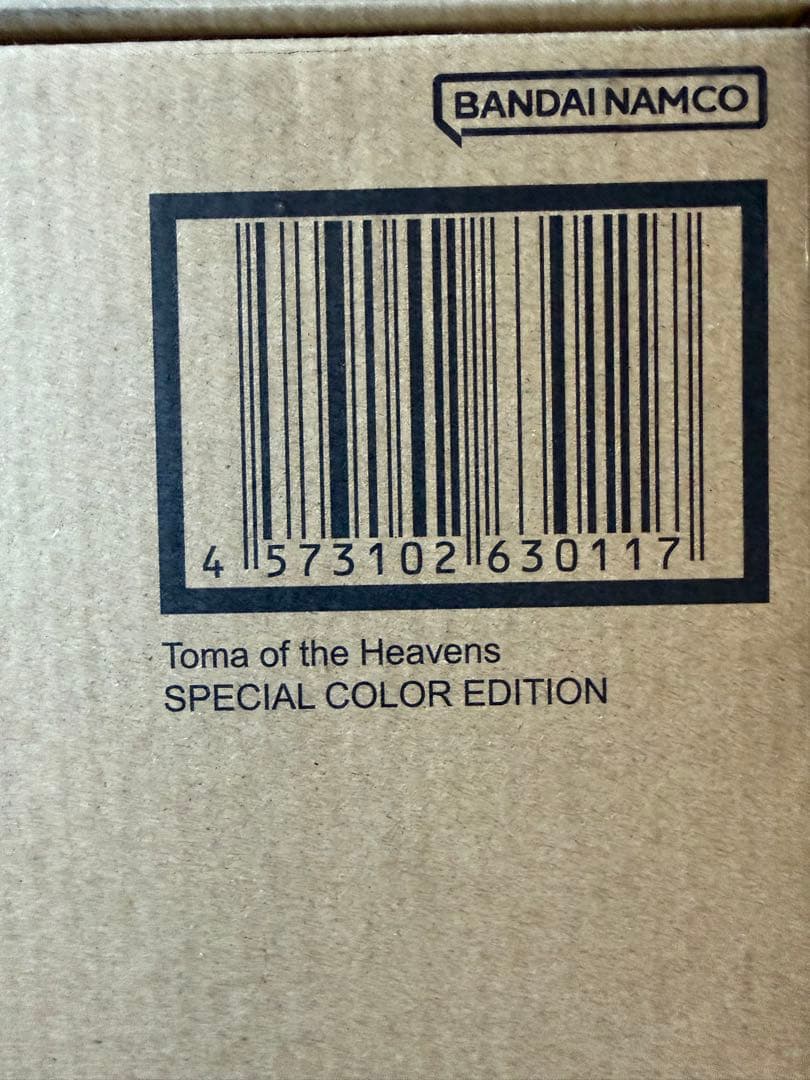 BANDAI NAMCO
4 573102 630117
Toma of the Heavens
SPECIAL COLOR EDITION